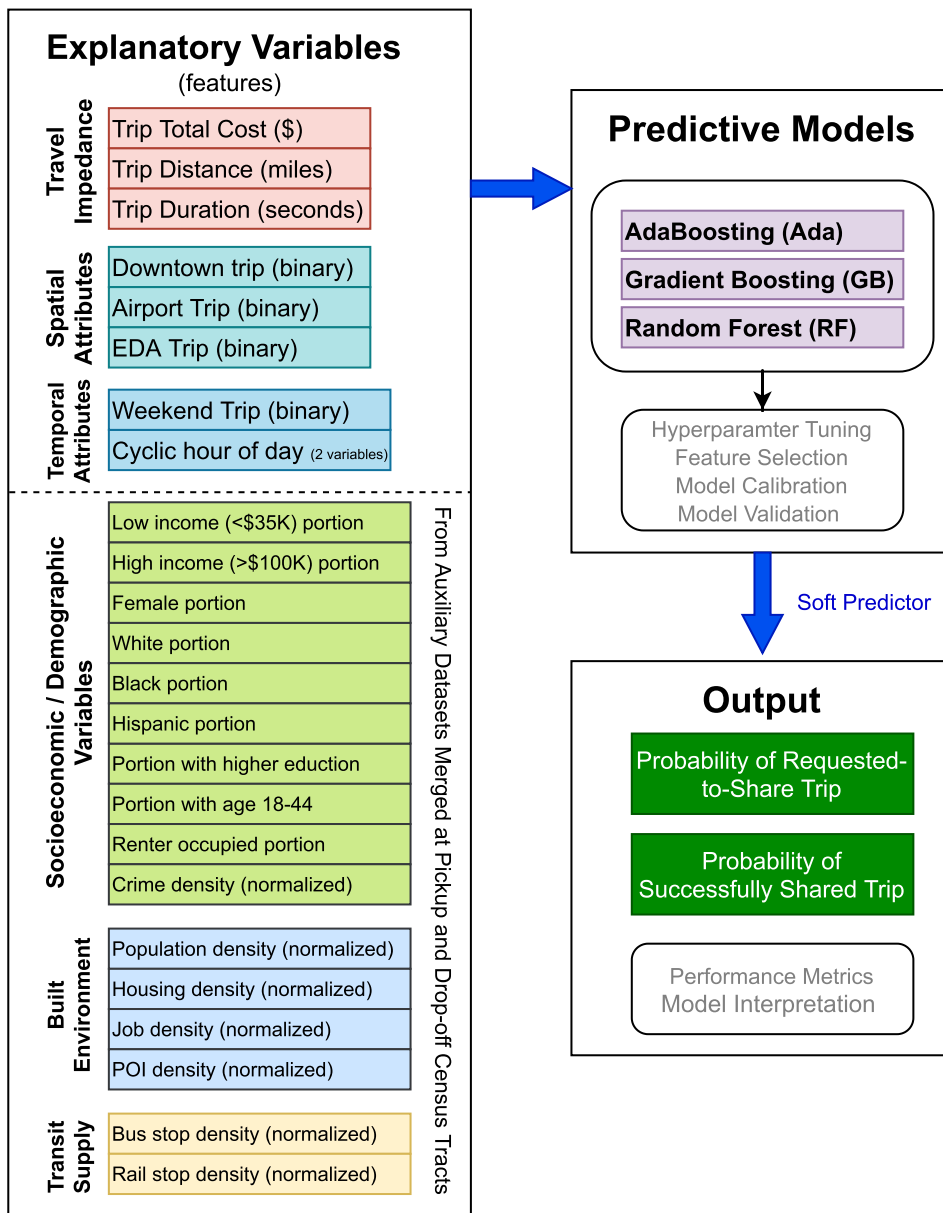 Explanatory Variables
(features)
Travel
Impedance
Trip Total Cost ($)
Trip Distance (miles)
Trip Duration (seconds)
Spatial
Attributes
Downtown trip (binary)
Airport Trip (binary)
EDA Trip (binary)
Temporal
Attributes
Weekend Trip (binary)
Cyclic hour of day (2 variables)
Socioeconomic / Demographic
Variables
Low income (<$35K) portion
High income (>$100K) portion
Female portion
White portion
Black portion
Hispanic portion
Portion with higher eduction
Portion with age 18-44
Renter occupied portion
Crime density (normalized)
Built
Environment
Population density (normalized)
Housing density (normalized)
Job density (normalized)
POI density (normalized)
Transit
Supply
Bus stop density (normalized)
Rail stop density (normalized)
From Auxiliary Datasets Merged at Pickup and Drop-off Census Tracts
Predictive Models
AdaBoosting (Ada)
Gradient Boosting (GB)
Random Forest (RF)
Hyperparamter Tuning
Feature Selection
Model Calibration
Model Validation
Soft Predictor
Output
Probability of Requested-
to-Share Trip
Probability of
Successfully Shared Trip
Performance Metrics
Model Interpretation